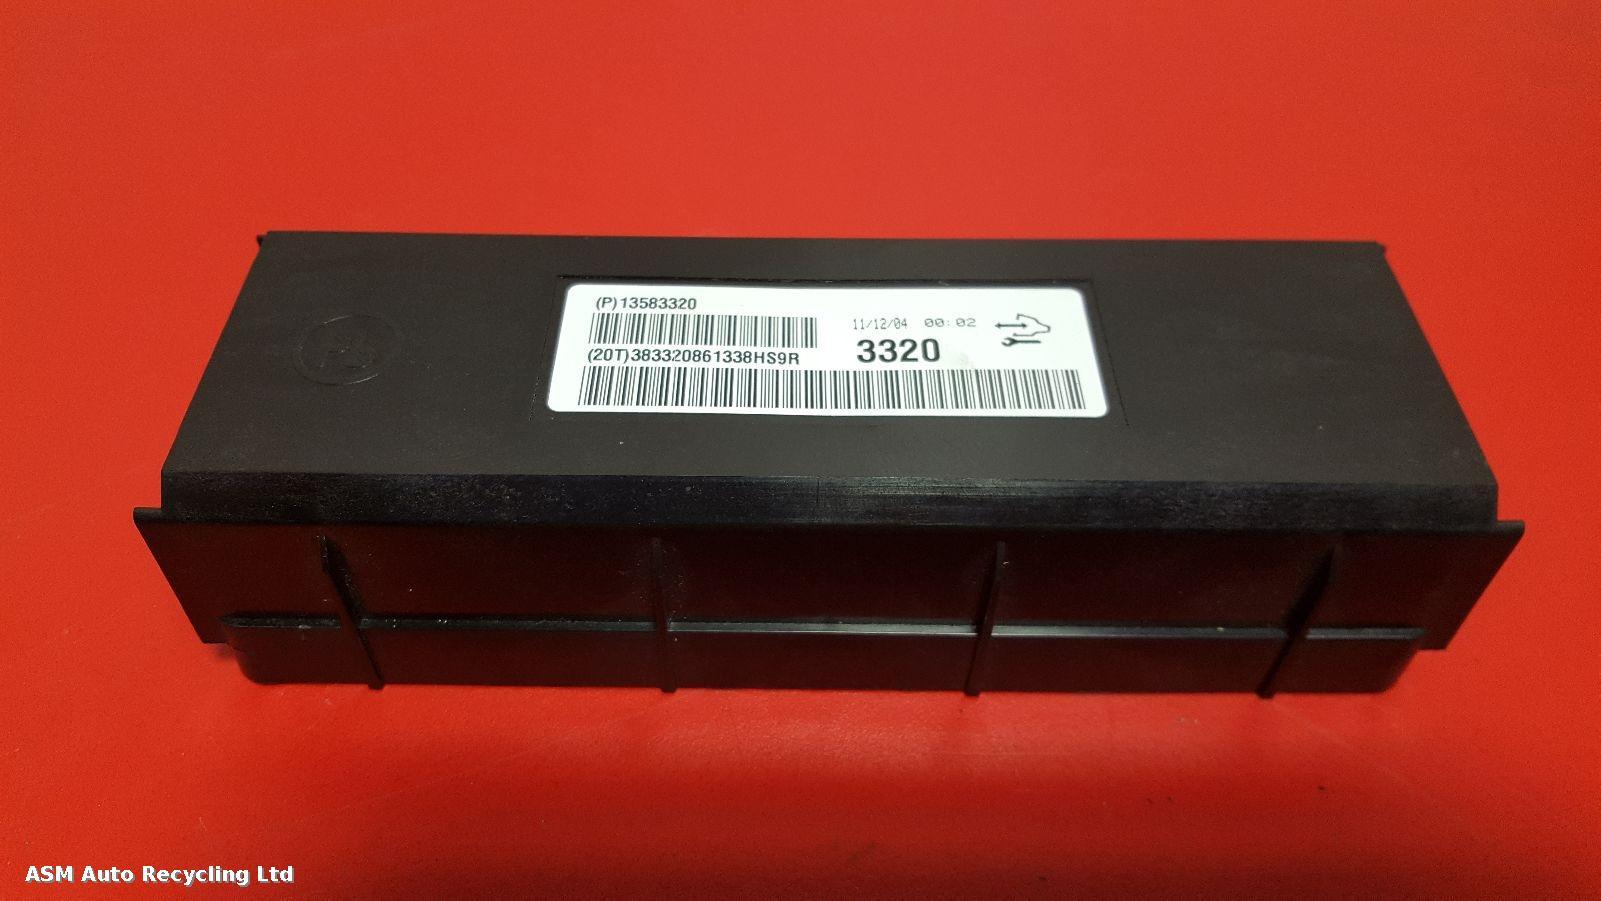 (P)13583320
11/12/04 00:02
3320
(20T)383320861338HS9R
ASM Auto Recycling Ltd